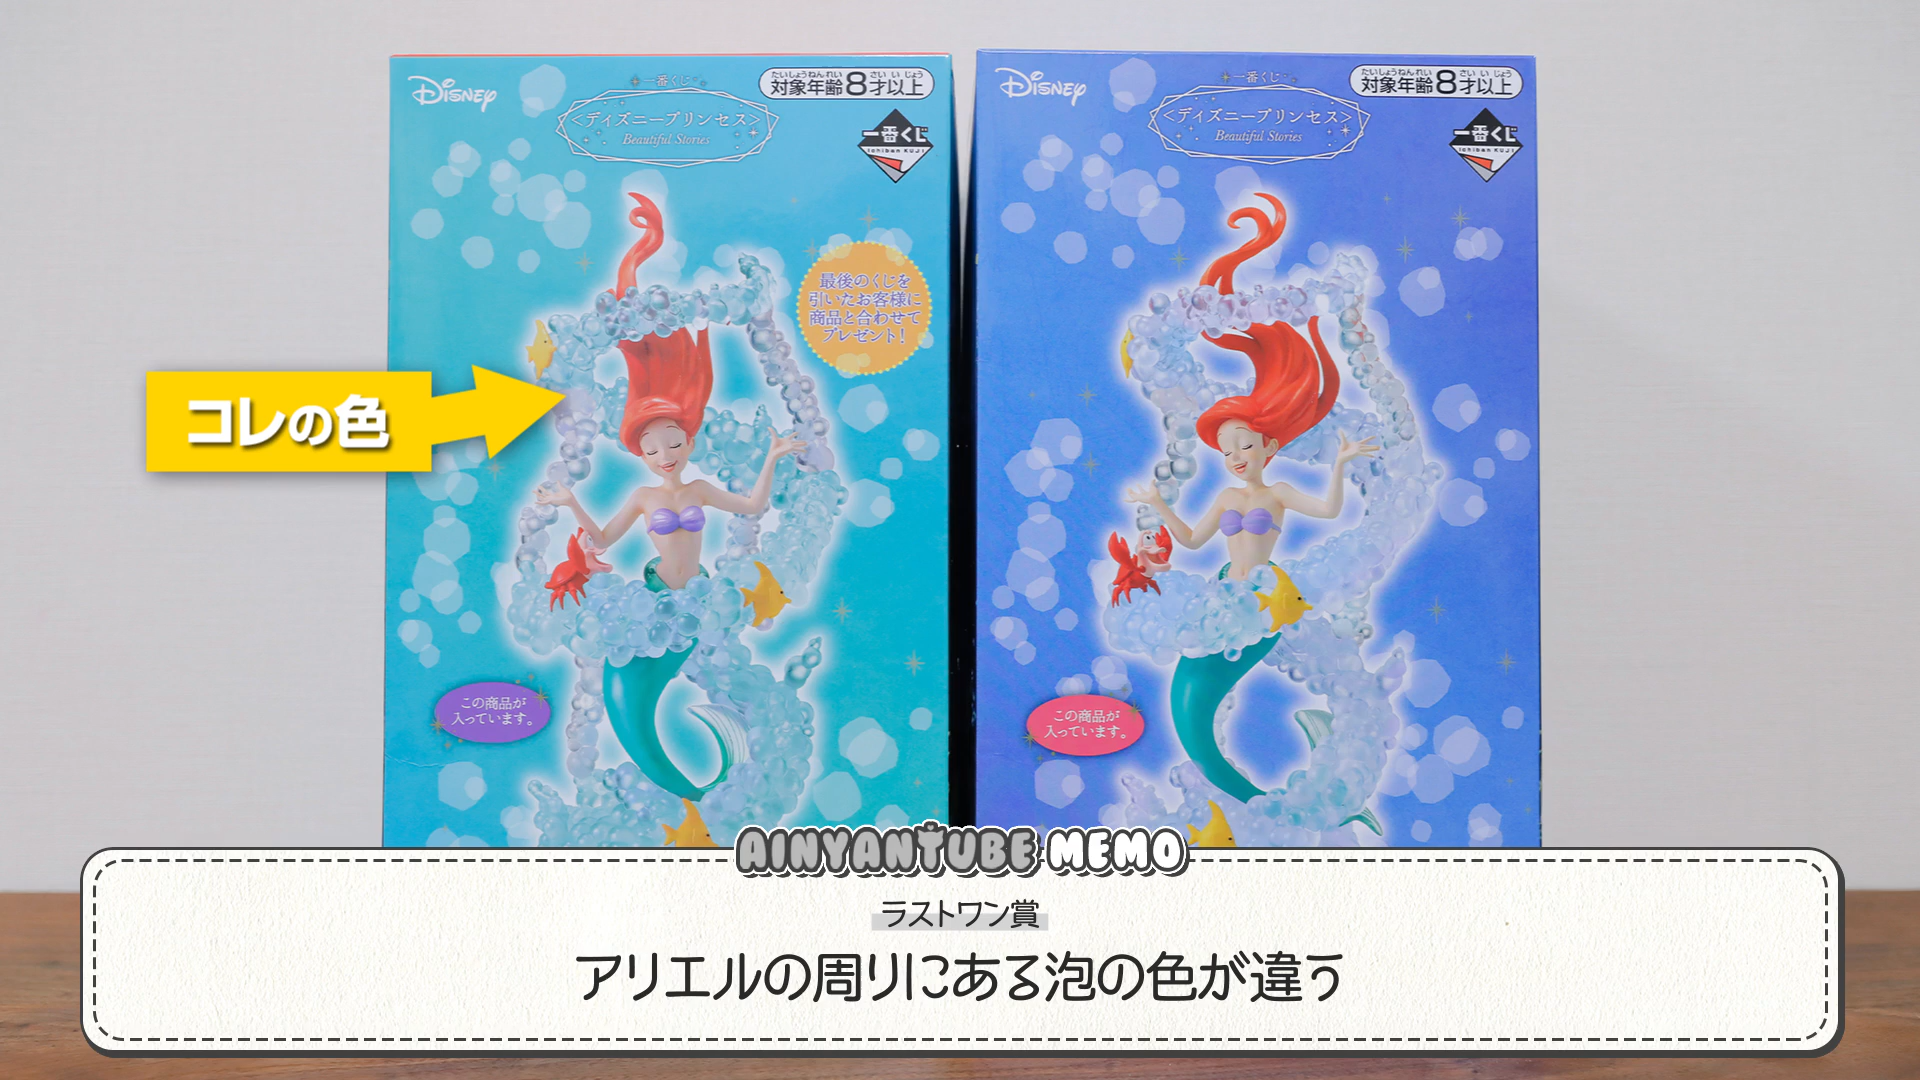 Disney
一番くじ
<ディズニープリンセス>
Beautiful Stories
たいしょうねんれい さい い じょう
対象年齢8才以上
一番くじ
Ichiban KUJI
最後のくじを
引いたお客様に
商品と合わせて
プレゼント!
コレの色
この商品が
入っています。
Disney
一番くじ
<ディズニープリンセス>
Beautiful Stories
たいしょうねんれい さい い じょう
対象年齢8才以上
一番くじ
Ichiban KUJI
この商品が
入っています。
AINYANTUBE MEMO
ラストワン賞
アリエルの周りにある泡の色が違う